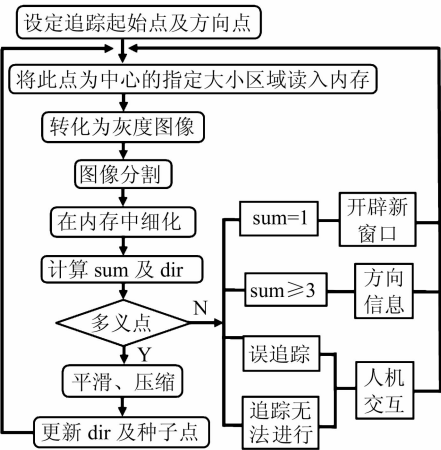 设定追踪起始点及方向点
将此点为中心的指定大小区域读入内存
转化为灰度图像
图像分割
在内存中细化
计算 sum 及 dir
多义点
N
Y
平滑、压缩
更新 dir 及种子点
sum=1
开辟新
窗口
sum≥3
方向
信息
误追踪
追踪无
法进行
人机
交互